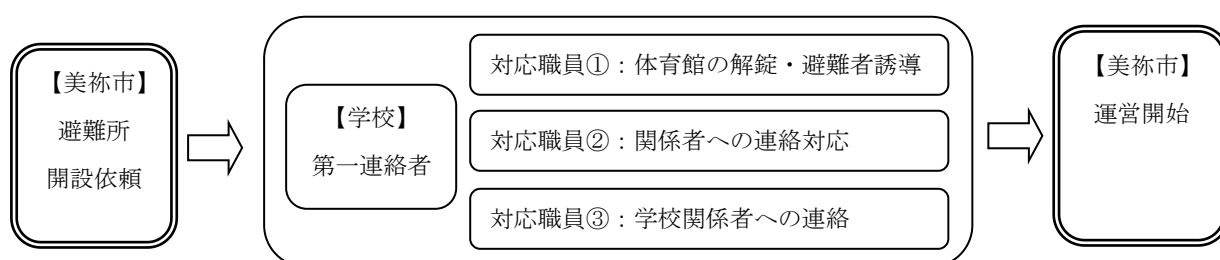 【美祢市】
避難所
開設依頼
【学校】
第一連絡者
対応職員①：体育館の解錠・避難者誘導
対応職員②：関係者への連絡対応
対応職員③：学校関係者への連絡
【美祢市】
運営開始